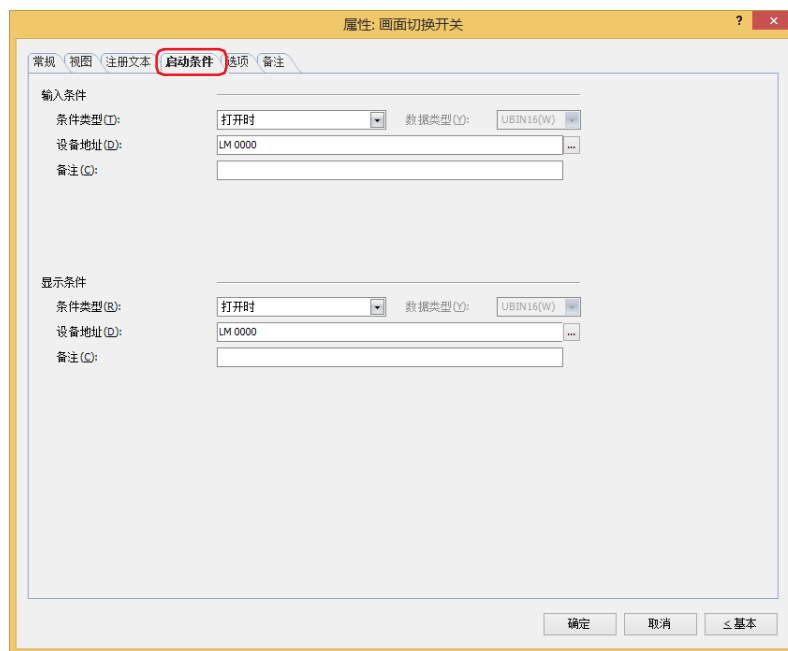 属性: 画面切换开关
? ×
常规 视图 注册文本 启动条件 选项 备注
输入条件
条件类型(T): 打开时 数据类型(Y): UBIN16(W)
设备地址(D): LM 0000 ...
备注(C):
显示条件
条件类型(R): 打开时 数据类型(Y): UBIN16(W)
设备地址(D): LM 0000 ...
备注(C):
确定 取消 ≤基本